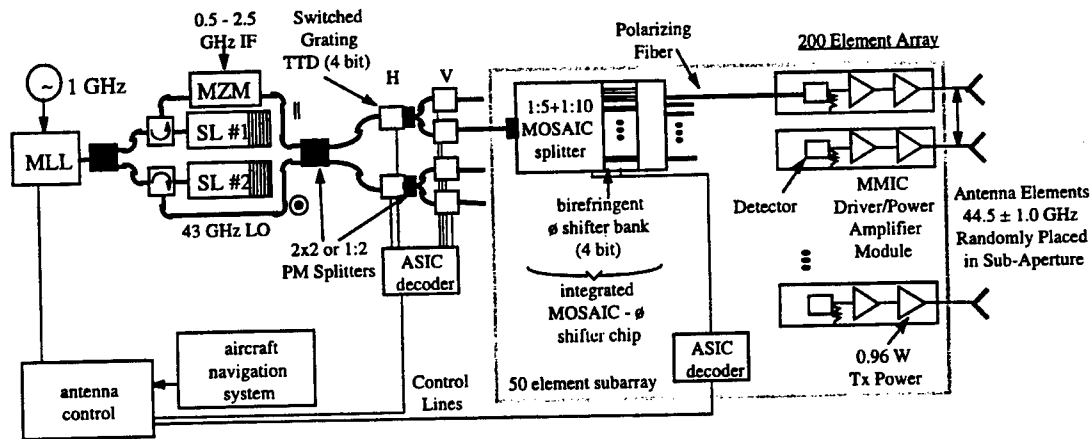 0.5 - 2.5
GHz IF
Switched
Grating
TTD (4 bit)
Polarizing
Fiber
200 Element Array
~
1 GHz
MZM
||
H
V
1:5+1:10
MOSAIC
splitter
SL #1
MLL
SL #2
43 GHz LO
2x2 or 1:2
PM Splitters
ASIC
decoder
birefringent
ø shifter bank
(4 bit)
integrated
MOSAIC - ø
shifter chip
Detector
MMIC
Driver/Power
Amplifier
Module
Antenna Elements
44.5 ± 1.0 GHz
Randomly Placed
in Sub-Aperture
0.96 W
Tx Power
ASIC
decoder
50 element subarray
aircraft
navigation
system
antenna
control
Control
Lines